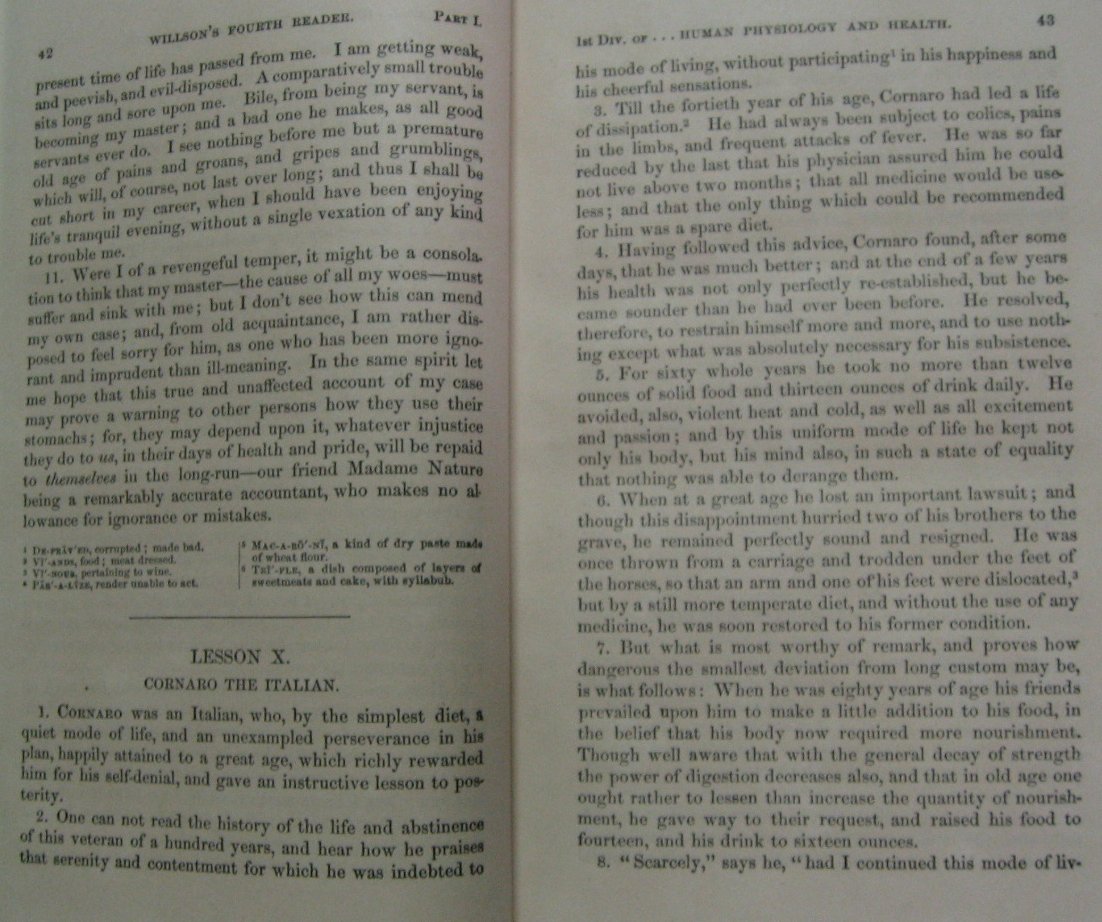 42
WILLSON'S FOURTH READER.
PART I.
present time of life has passed from me. I am getting weak,
and peevish, and evil-disposed. A comparatively small trouble
sits long and sore upon me. Bile, from being my servant, is
becoming my master; and a bad one he makes, as all good
servants ever do. I see nothing before me but a premature
old age of pains and groans, and gripes and grumblings,
which will, of course, not last over long; and thus I shall be
cut short in my career, when I should have been enjoying
life's tranquil evening, without a single vexation of any kind
to trouble me.
11. Were I of a revengeful temper, it might be a consola-
tion to think that my master—the cause of all my woes—must
suffer and sink with me; but I don't see how this can mend
my own case; and, from old acquaintance, I am rather dis-
posed to feel sorry for him, as one who has been more igno-
rant and imprudent than ill-meaning. In the same spirit let
me hope that this true and unaffected account of my case
may prove a warning to other persons how they use their
stomachs; for, they may depend upon it, whatever injustice
they do to us, in their days of health and pride, will be repaid
to themselves in the long-run—our friend Madame Nature
being a remarkably accurate accountant, who makes no al-
lowance for ignorance or mistakes.
¹ DE-PRĀV'ED, corrupted; made bad.
² VĪ'-ANDS, food; meat dressed.
³ VĪ'-NOUS, pertaining to wine.
⁴ PĂR'-A-LȲZE, render unable to act.
⁵ MAC-A-RŌ'-NĬ, a kind of dry paste made
of wheat flour.
⁶ TRĪ'-FLE, a dish composed of layers of
sweetmeats and cake, with syllabub.
LESSON X.
CORNARO THE ITALIAN.
1. CORNARO was an Italian, who, by the simplest diet, a
quiet mode of life, and an unexampled perseverance in his
plan, happily attained to a great age, which richly rewarded
him for his self-denial, and gave an instructive lesson to pos-
terity.
2. One can not read the history of the life and abstinence
of this veteran of a hundred years, and hear how he praises
that serenity and contentment for which he was indebted to
1st Div. OF . . . HUMAN PHYSIOLOGY AND HEALTH.
43
his mode of living, without participating¹ in his happiness and
his cheerful sensations.
3. Till the fortieth year of his age, Cornaro had led a life
of dissipation.² He had always been subject to colics, pains
in the limbs, and frequent attacks of fever. He was so far
reduced by the last that his physician assured him he could
not live above two months; that all medicine would be use-
less; and that the only thing which could be recommended
for him was a spare diet.
4. Having followed this advice, Cornaro found, after some
days, that he was much better; and at the end of a few years
his health was not only perfectly re-established, but he be-
came sounder than he had ever been before. He resolved,
therefore, to restrain himself more and more, and to use noth-
ing except what was absolutely necessary for his subsistence.
5. For sixty whole years he took no more than twelve
ounces of solid food and thirteen ounces of drink daily. He
avoided, also, violent heat and cold, as well as all excitement
and passion; and by this uniform mode of life he kept not
only his body, but his mind also, in such a state of equality
that nothing was able to derange them.
6. When at a great age he lost an important lawsuit; and
though this disappointment hurried two of his brothers to the
grave, he remained perfectly sound and resigned. He was
once thrown from a carriage and trodden under the feet of
the horses, so that an arm and one of his feet were dislocated,³
but by a still more temperate diet, and without the use of any
medicine, he was soon restored to his former condition.
7. But what is most worthy of remark, and proves how
dangerous the smallest deviation from long custom may be,
is what follows: When he was eighty years of age his friends
prevailed upon him to make a little addition to his food, in
the belief that his body now required more nourishment.
Though well aware that with the general decay of strength
the power of digestion decreases also, and that in old age one
ought rather to lessen than increase the quantity of nourish-
ment, he gave way to their request, and raised his food to
fourteen, and his drink to sixteen ounces.
8. "Scarcely," says he, "had I continued this mode of liv-